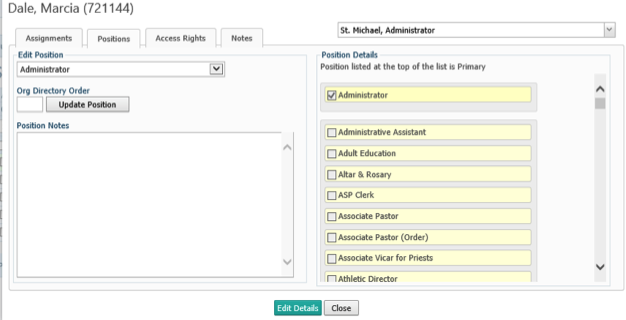 Dale, Marcia (721144)
St. Michael, Administrator
Assignments Positions Access Rights Notes
Edit Position
Administrator
Org Directory Order
Update Position
Position Notes
Position Details
Position listed at the top of the list is Primary
Administrator
Administrative Assistant
Adult Education
Altar & Rosary
ASP Clerk
Associate Pastor
Associate Pastor (Order)
Associate Vicar for Priests
Athletic Director
Edit Details Close